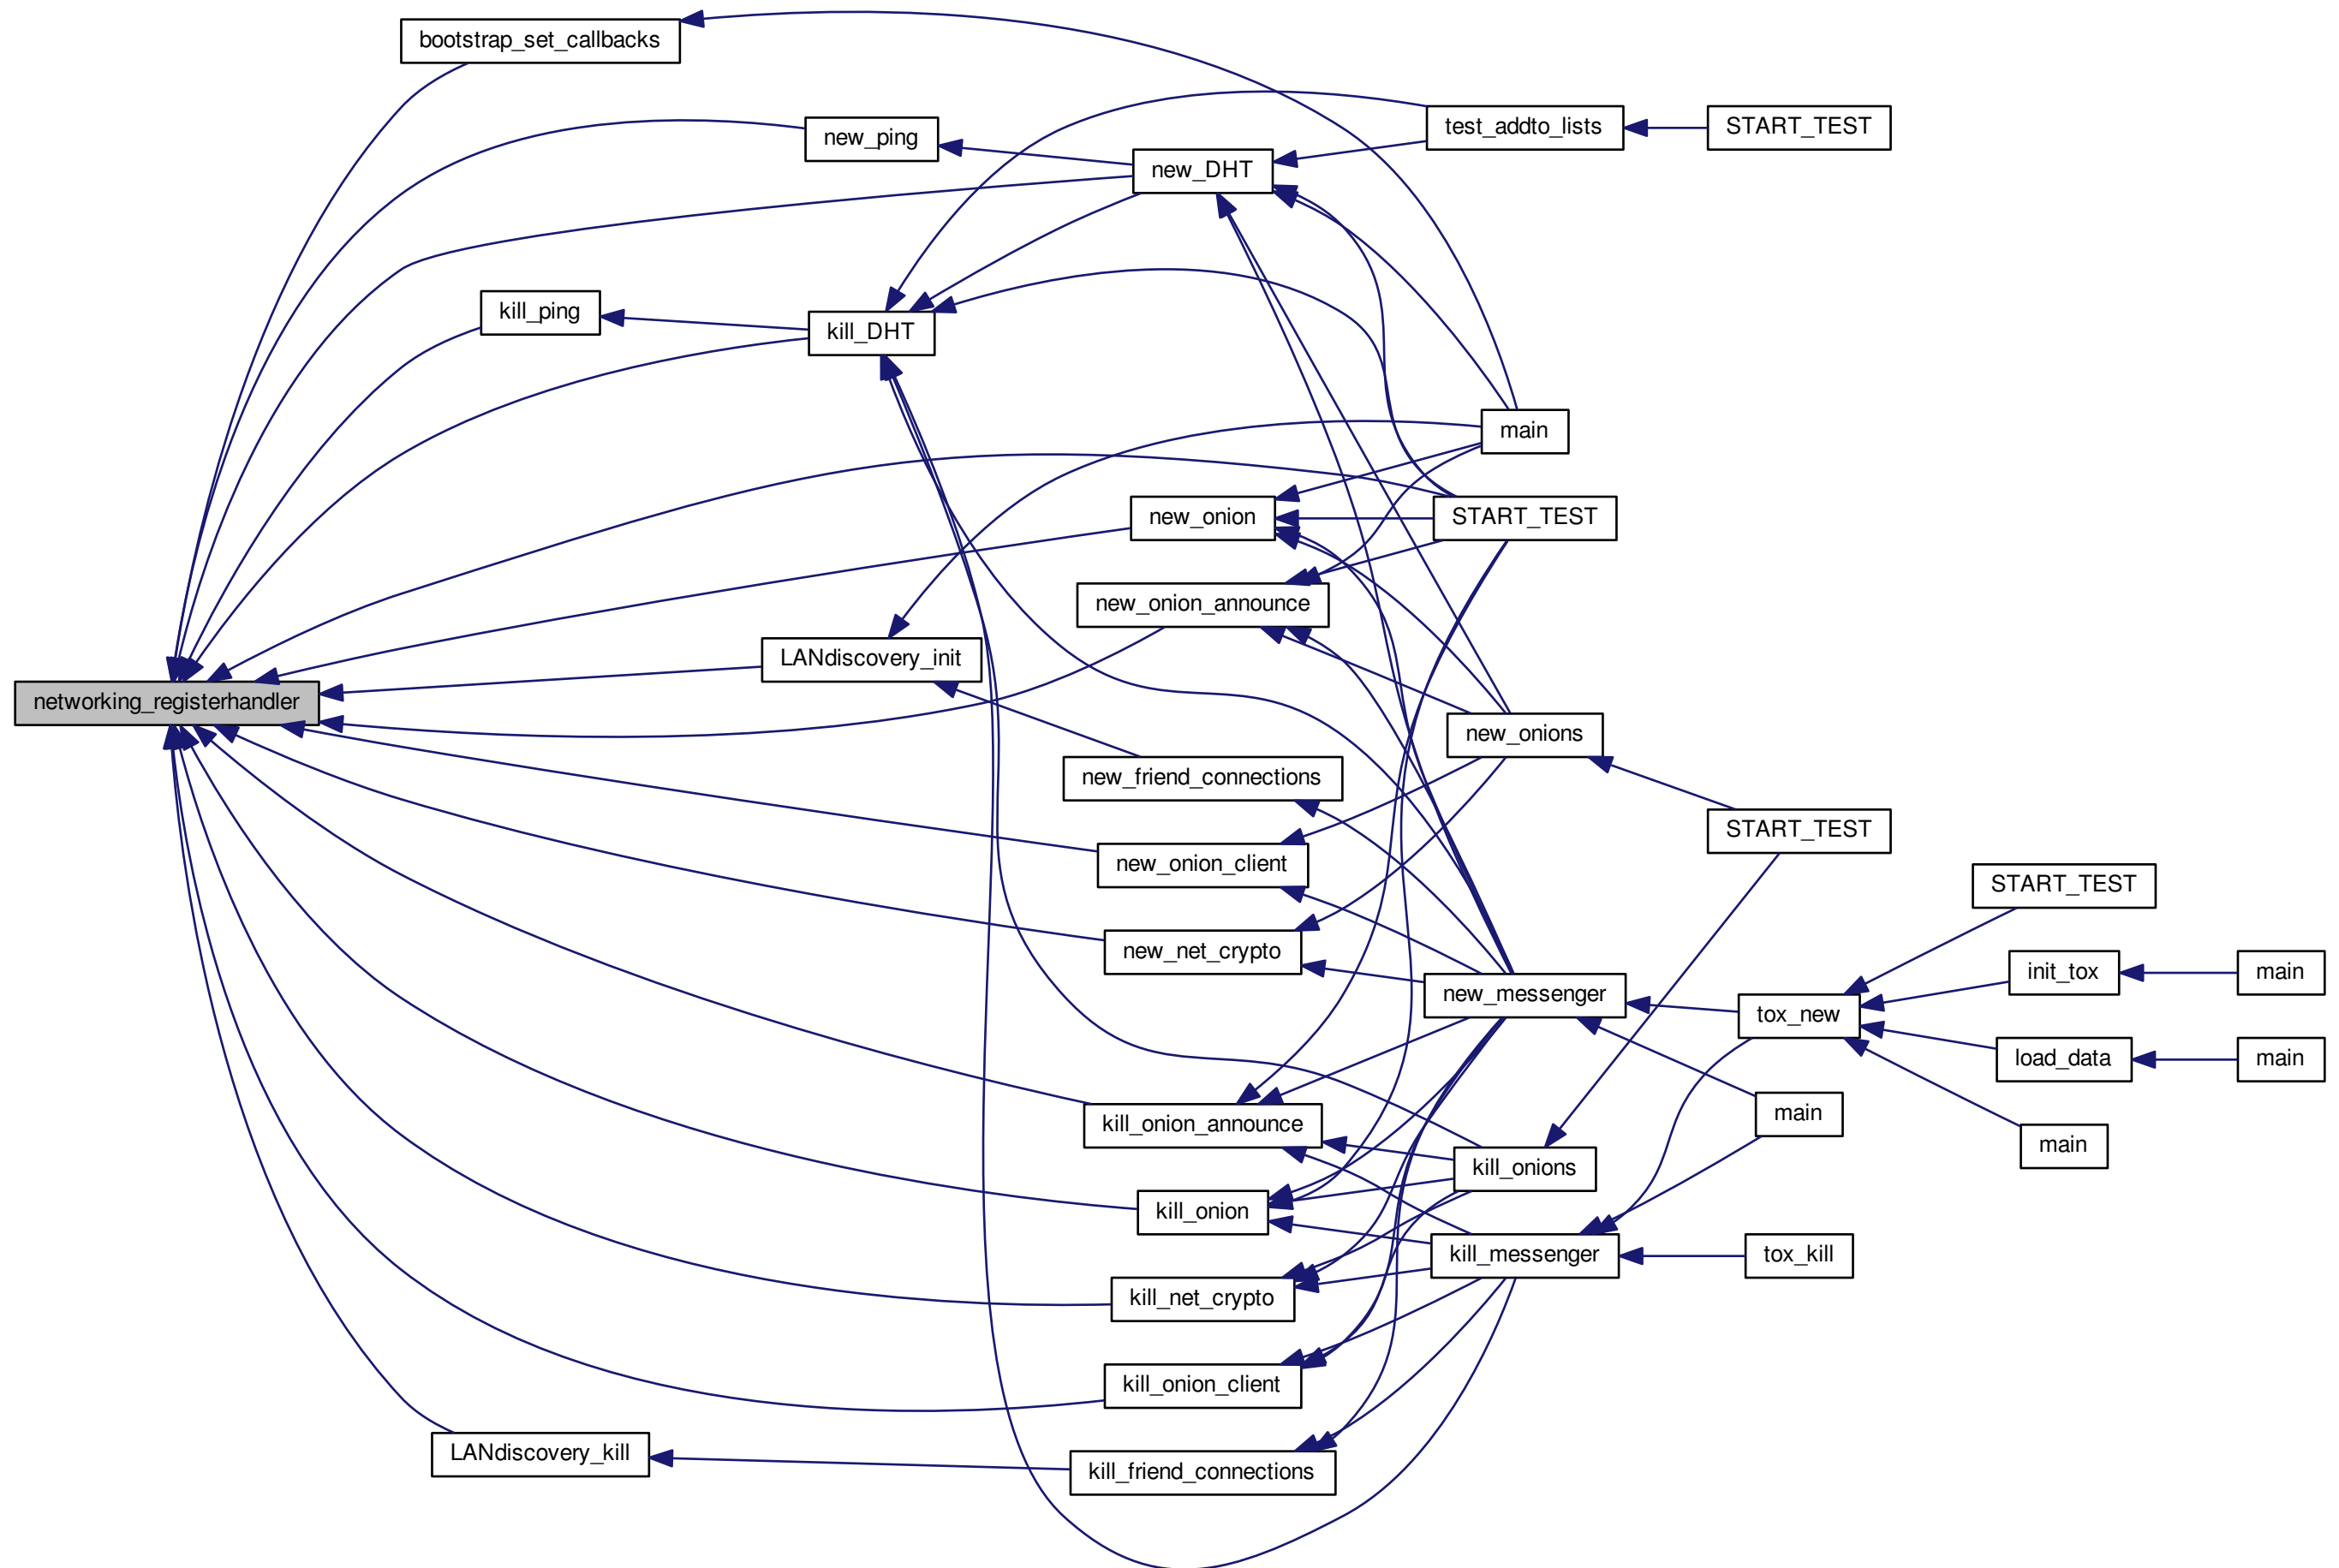 bootstrap_set_callbacks
test_addto_lists
START_TEST
new_ping
new_DHT
kill_ping
kill_DHT
main
new_onion
START_TEST
new_onion_announce
LANdiscovery_init
networking_registerhandler
new_onions
new_friend_connections
START_TEST
new_onion_client
START_TEST
new_net_crypto
init_tox
main
new_messenger
tox_new
load_data
main
main
kill_onion_announce
main
kill_onions
kill_onion
kill_messenger
tox_kill
kill_net_crypto
kill_onion_client
LANdiscovery_kill
kill_friend_connections